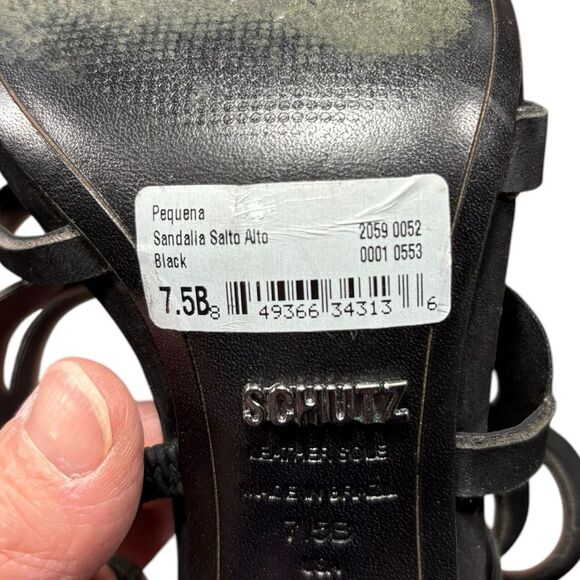 Pequena
Sandalia Salto Alto 2059 0052
Black 0001 0553
7.5B 8 49366 34313 6
SCHUTZ
LEATHER SOLE
MADE IN BRAZIL